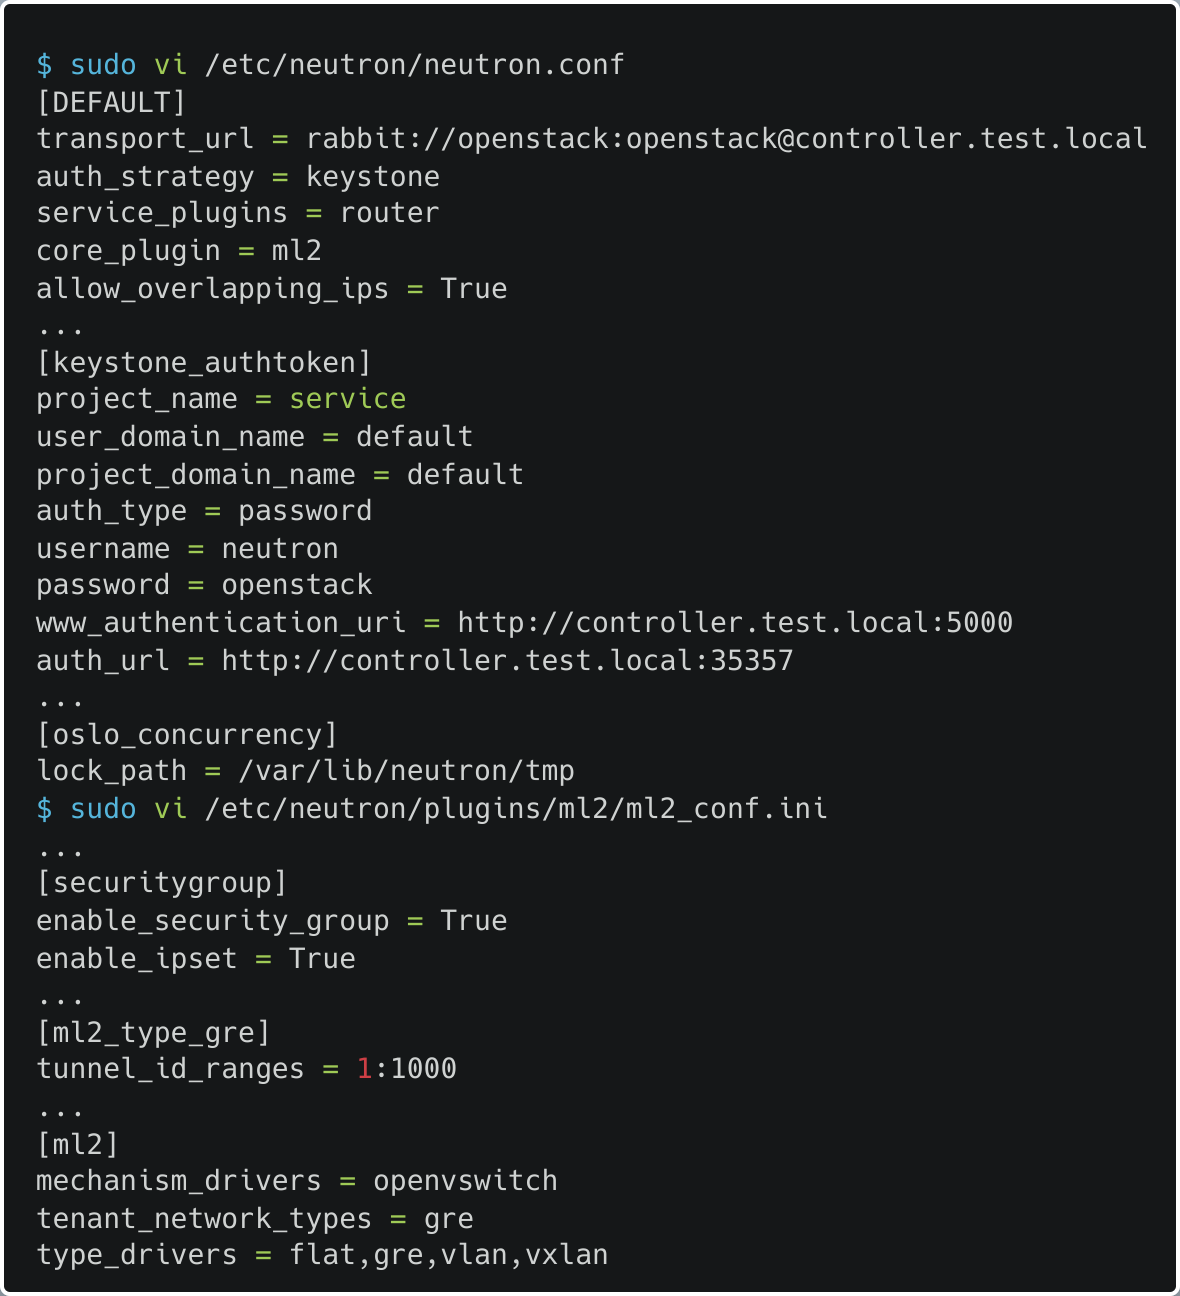 $ sudo vi /etc/neutron/neutron.conf
[DEFAULT]
transport_url = rabbit://openstack:openstack@controller.test.local
auth_strategy = keystone
service_plugins = router
core_plugin = ml2
allow_overlapping_ips = True
...
[keystone_authtoken]
project_name = service
user_domain_name = default
project_domain_name = default
auth_type = password
username = neutron
password = openstack
www_authentication_uri = http://controller.test.local:5000
auth_url = http://controller.test.local:35357
...
[oslo_concurrency]
lock_path = /var/lib/neutron/tmp
$ sudo vi /etc/neutron/plugins/ml2/ml2_conf.ini
...
[securitygroup]
enable_security_group = True
enable_ipset = True
...
[ml2_type_gre]
tunnel_id_ranges = 1:1000
...
[ml2]
mechanism_drivers = openvswitch
tenant_network_types = gre
type_drivers = flat,gre,vlan,vxlan